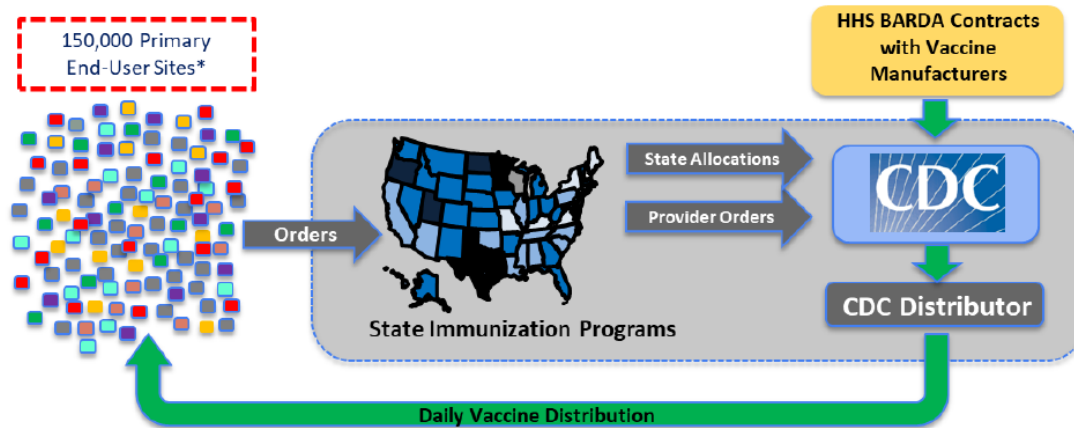 150,000 Primary
End-User Sites*
HHS BARDA Contracts
with Vaccine
Manufacturers
Orders
State Allocations
Provider Orders
CDC
State Immunization Programs
CDC Distributor
Daily Vaccine Distribution